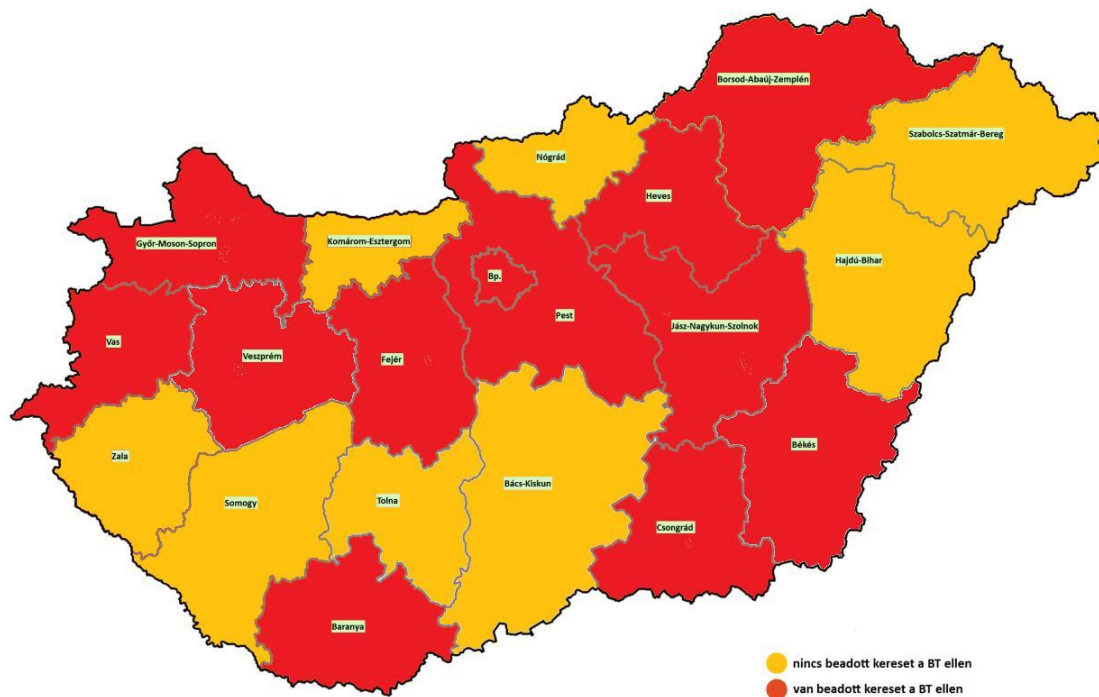 Borsod-Abaúj-Zemplén
Szabolcs-Szatmár-Bereg
Nógrád
Heves
Győr-Moson-Sopron
Komárom-Esztergom
Hajdú-Bihar
Bp.
Pest
Jász-Nagykun-Szolnok
Vas
Veszprém
Fejér
Békés
Zala
Bács-Kiskun
Somogy
Tolna
Csongrád
Baranya
nincs beadott kereset a BT ellen
van beadott kereset a BT ellen